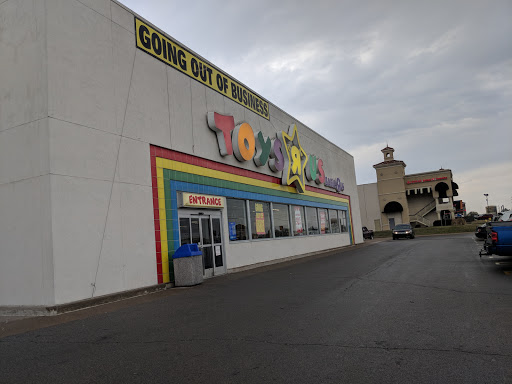 GOING OUT OF BUSINESS
TOYS R US
ENTRANCE